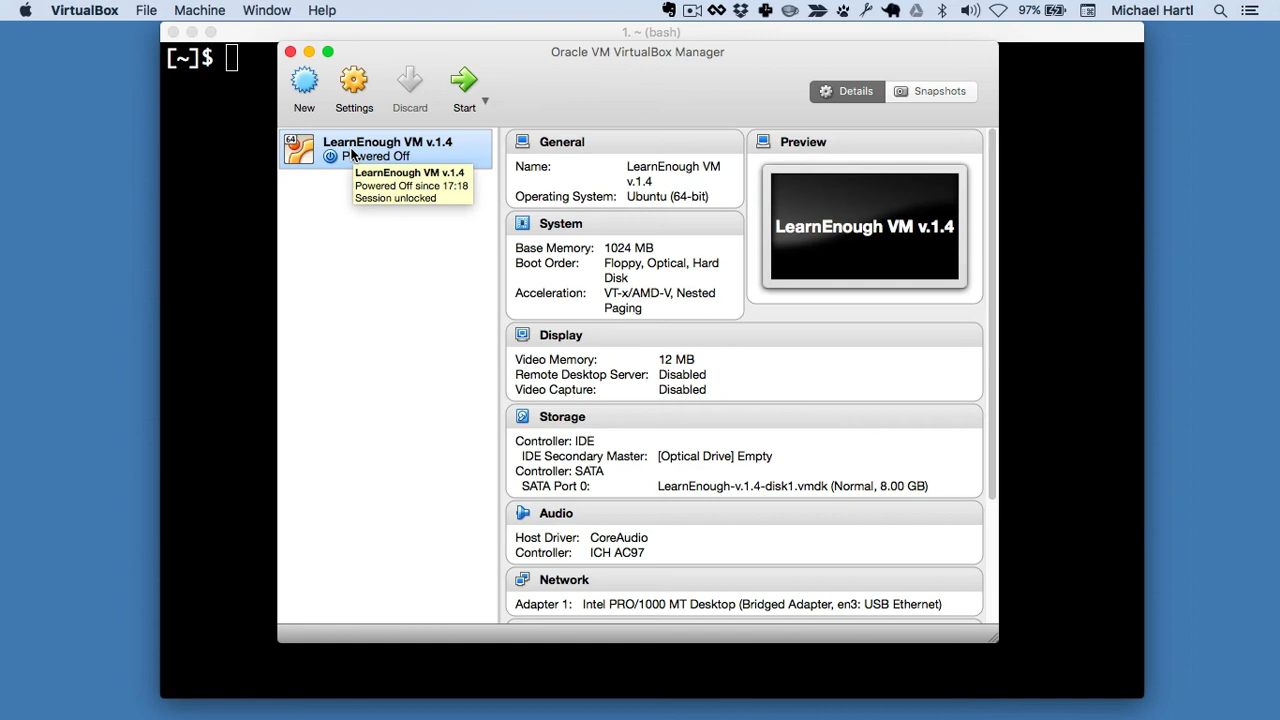 VirtualBox File Machine Window Help 97% Michael Hartl
1. ~ (bash)
[~]$
Oracle VM VirtualBox Manager
New Settings Discard Start
Details Snapshots
64
LearnEnough VM v.1.4
Powered Off
LearnEnough VM v.1.4
Powered Off since 17:18
Session unlocked
General
Name: LearnEnough VM
v.1.4
Operating System: Ubuntu (64-bit)
Preview
LearnEnough VM v.1.4
System
Base Memory: 1024 MB
Boot Order: Floppy, Optical, Hard
Disk
Acceleration: VT-x/AMD-V, Nested
Paging
Display
Video Memory: 12 MB
Remote Desktop Server: Disabled
Video Capture: Disabled
Storage
Controller: IDE
IDE Secondary Master: [Optical Drive] Empty
Controller: SATA
SATA Port 0: LearnEnough-v.1.4-disk1.vmdk (Normal, 8.00 GB)
Audio
Host Driver: CoreAudio
Controller: ICH AC97
Network
Adapter 1: Intel PRO/1000 MT Desktop (Bridged Adapter, en3: USB Ethernet)